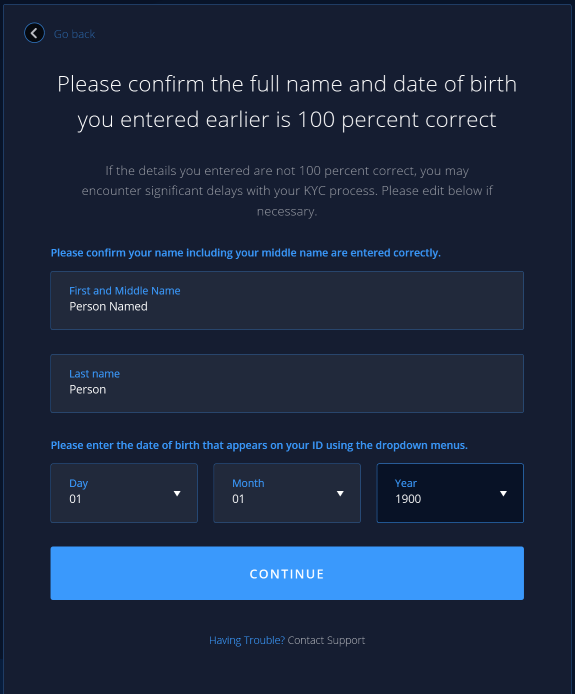 Go back
Please confirm the full name and date of birth
you entered earlier is 100 percent correct
If the details you entered are not 100 percent correct, you may
encounter significant delays with your KYC process. Please edit below if
necessary.
Please confirm your name including your middle name are entered correctly.
First and Middle Name
Person Named
Last name
Person
Please enter the date of birth that appears on your ID using the dropdown menus.
Day
01
Month
01
Year
1900
CONTINUE
Having Trouble? Contact Support